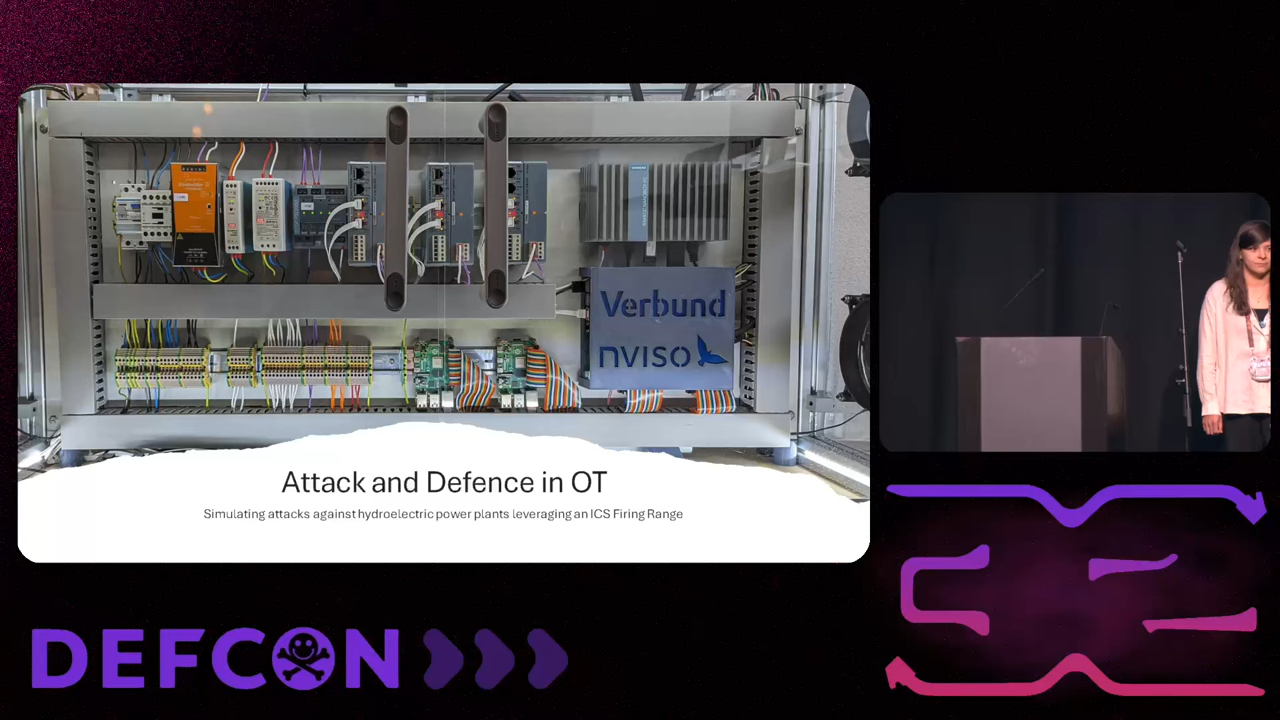 Verbund
nviso
Attack and Defence in OT
Simulating attacks against hydroelectric power plants leveraging an ICS Firing Range
DEFCON